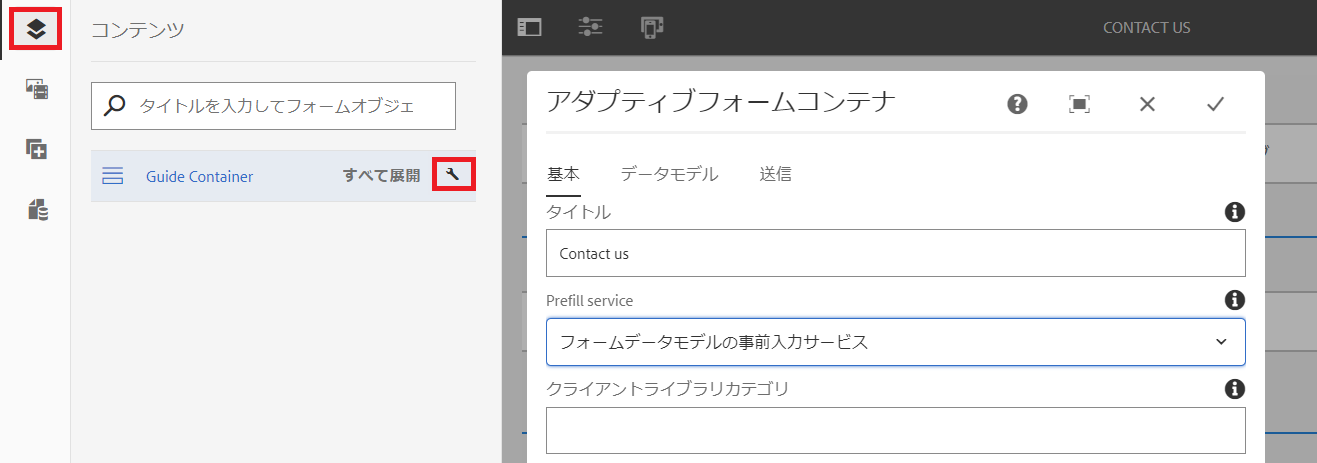 コンテンツ
タイトルを入力してフォームオブジェ
Guide Container すべて展開
CONTACT US
アダプティブフォームコンテナ
基本 データモデル 送信
タイトル
Contact us
Prefill service
フォームデータモデルの事前入力サービス
クライアントライブラリカテゴリ